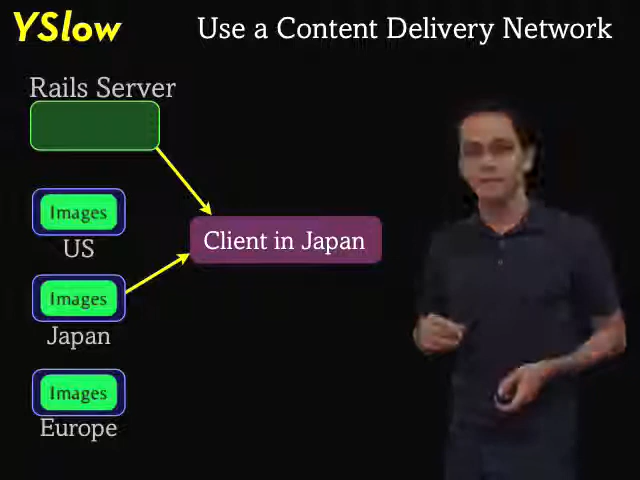 YSlow
Use a Content Delivery Network
Rails Server
Images
US
Client in Japan
Images
Japan
Images
Europe